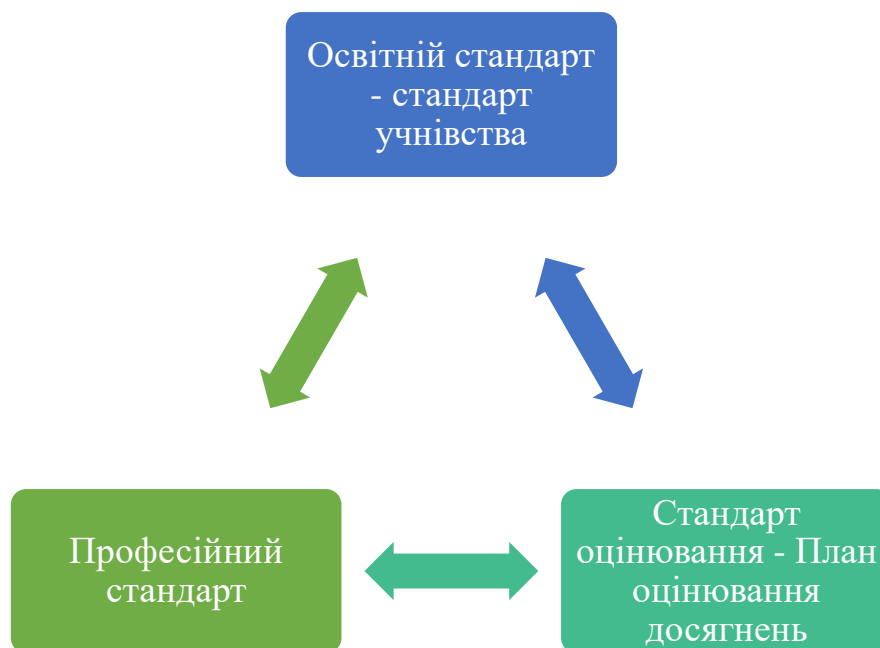 Освітній стандарт
- стандарт
учнівства
Професійний
стандарт
Стандарт
оцінювання - План
оцінювання
досягнень